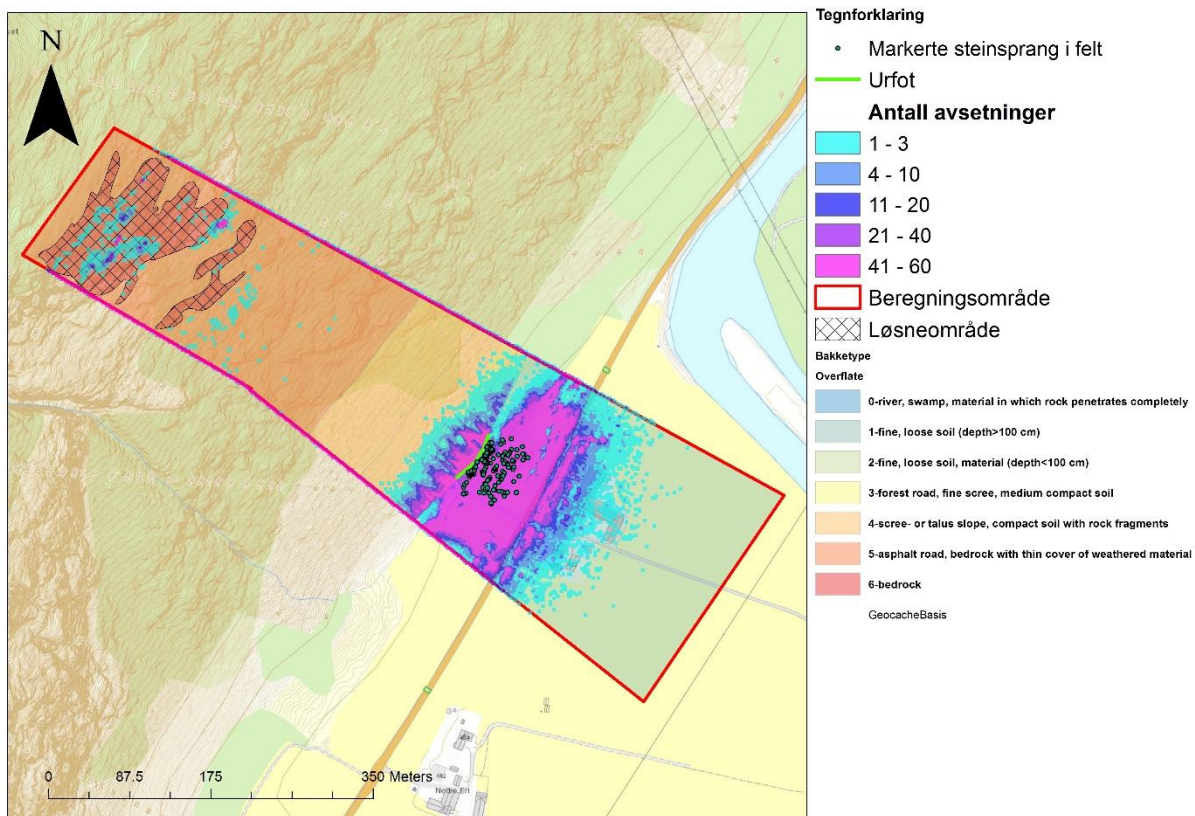 N
0
87.5
175
350 Meters
Nedre Eri
Tegnforklaring
Markerte steinsprang i felt
Urfot
Antall avsetninger
1 - 3
4 - 10
11 - 20
21 - 40
41 - 60
Beregningsområde
Løsneområde
Bakketype
Overflate
0-river, swamp, material in which rock penetrates completely
1-fine, loose soil (depth>100 cm)
2-fine, loose soil, material (depth<100 cm)
3-forest road, fine scree, medium compact soil
4-scree- or talus slope, compact soil with rock fragments
5-asphalt road, bedrock with thin cover of weathered material
6-bedrock
GeocacheBasis